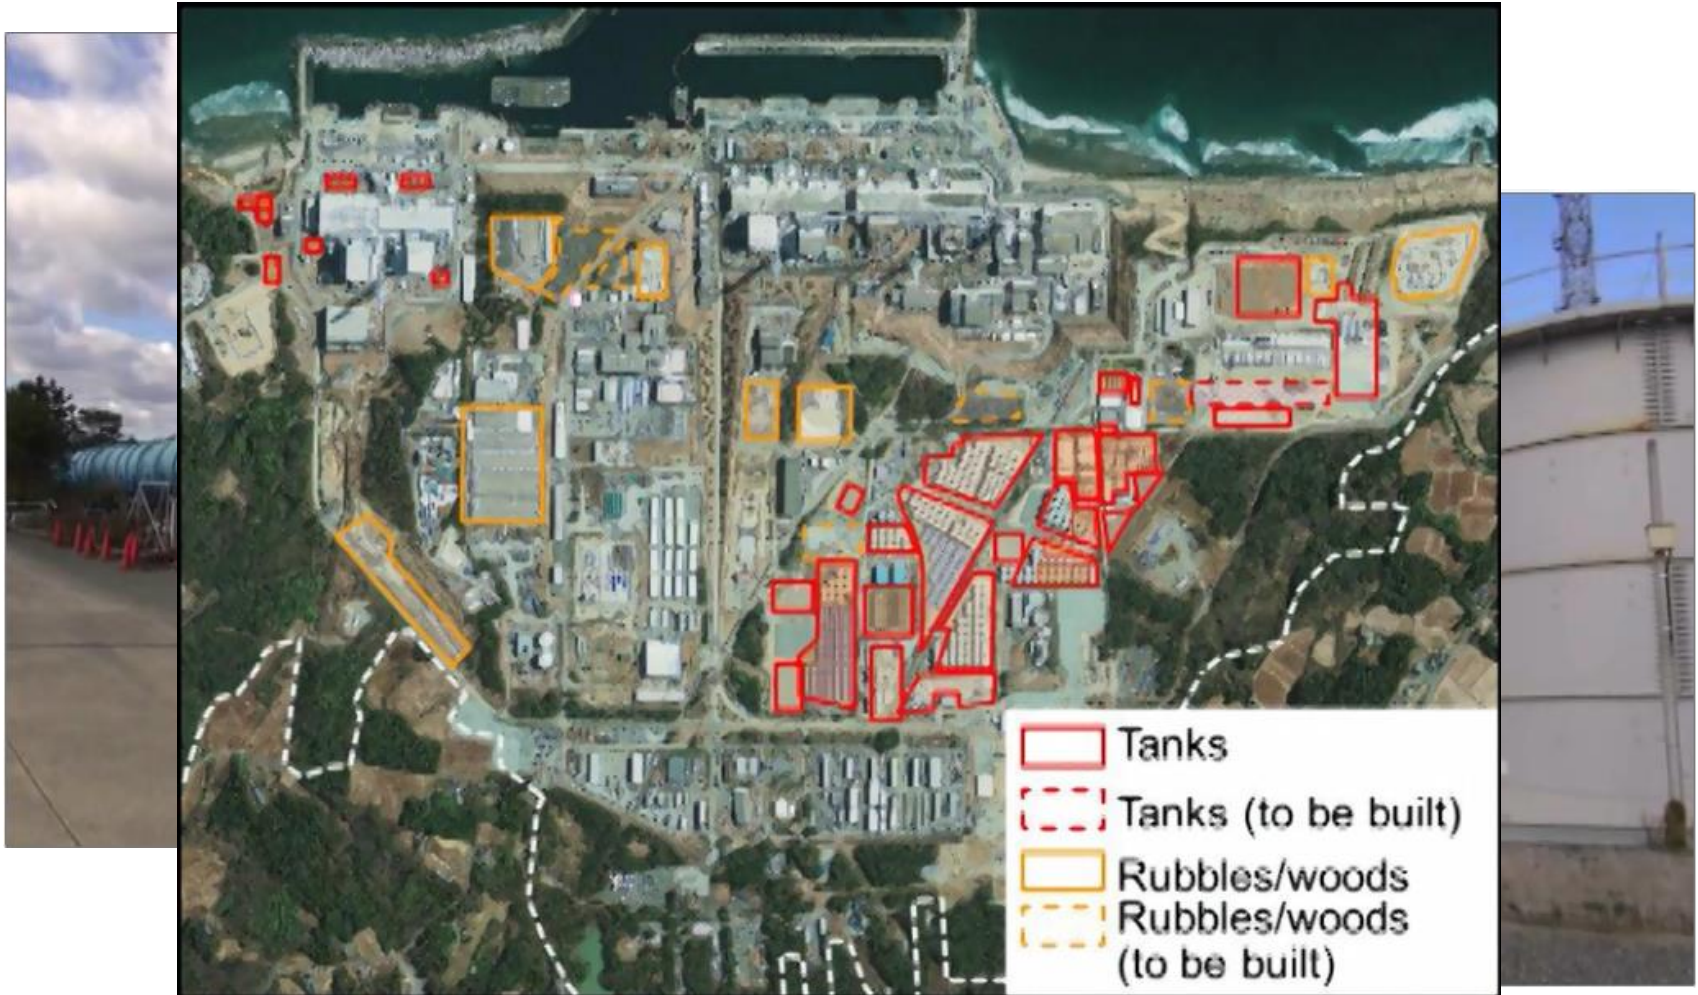 Tanks
Tanks (to be built)
Rubbles/woods
Rubbles/woods
(to be built)